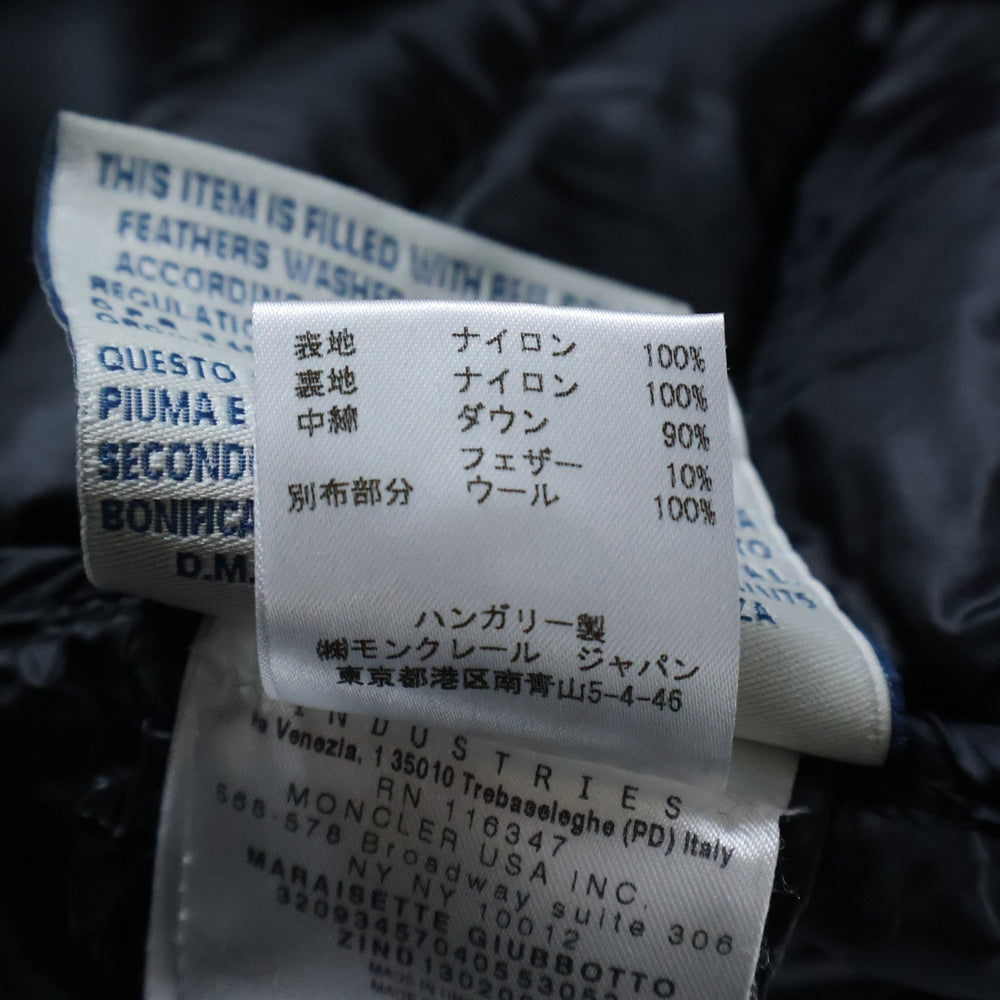 THIS ITEM IS FILLED WITH
FEATHERS WASHED
ACCORDING
REGULATIO
QUESTO
PIUMA E
SECOND
BONIFICA
D.M.
表地 ナイロン 100%
裏地 ナイロン 100%
中綿 ダウン 90%
フェザー 10%
別布部分 ウール 100%
ハンガリー製
㈱モンクレール ジャパン
東京都港区南青山5-4-46
INDUSTRIES
Via Venezia, 1 35010 Trebaseleghe (PD) Italy
RN 116347
MONCLER USA INC.
568-578 Broadway suite 306
NY NY 10012
MARAISETTE GIUBBOTTO